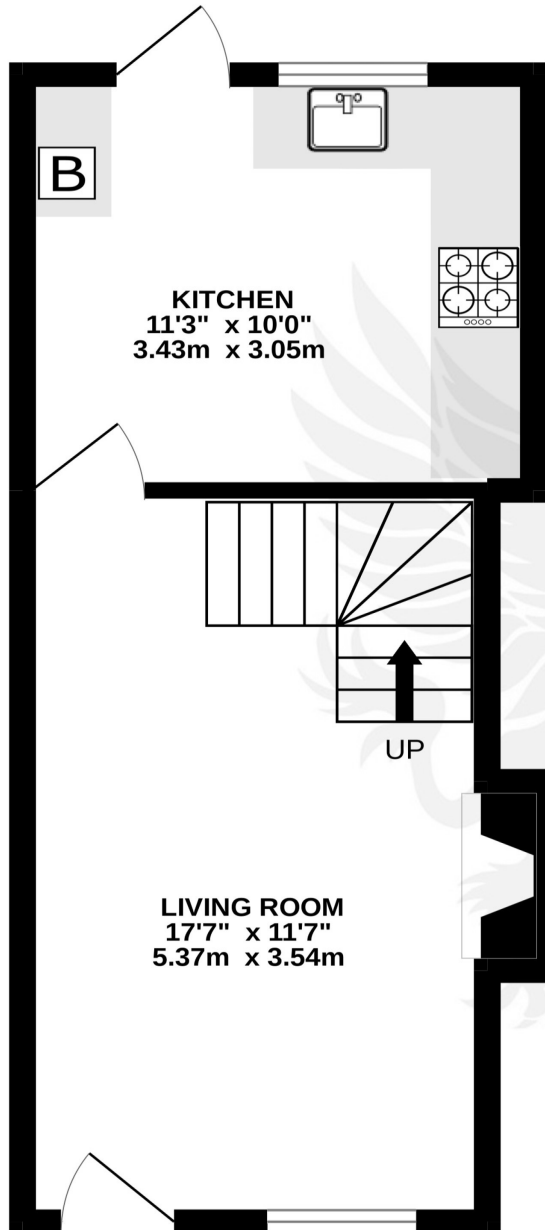 B
KITCHEN
11'3" x 10'0"
3.43m x 3.05m
UP
LIVING ROOM
17'7" x 11'7"
5.37m x 3.54m